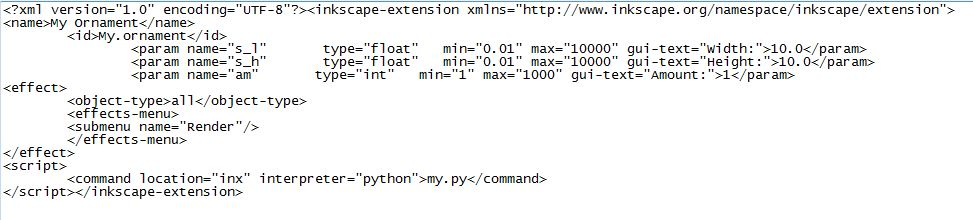 <?xml version="1.0" encoding="UTF-8"?><inkscape-extension xmlns="http://www.inkscape.org/namespace/inkscape/extension">
<name>My Ornament</name>
<id>My.ornament</id>
<param name="s_l" type="float" min="0.01" max="10000" gui-text="Width:">10.0</param>
<param name="s_h" type="float" min="0.01" max="10000" gui-text="Height:">10.0</param>
<param name="am" type="int" min="1" max="1000" gui-text="Amount:">1</param>
<effect>
<object-type>all</object-type>
<effects-menu>
<submenu name="Render"/>
</effects-menu>
</effect>
<script>
<command location="inx" interpreter="python">my.py</command>
</script></inkscape-extension>